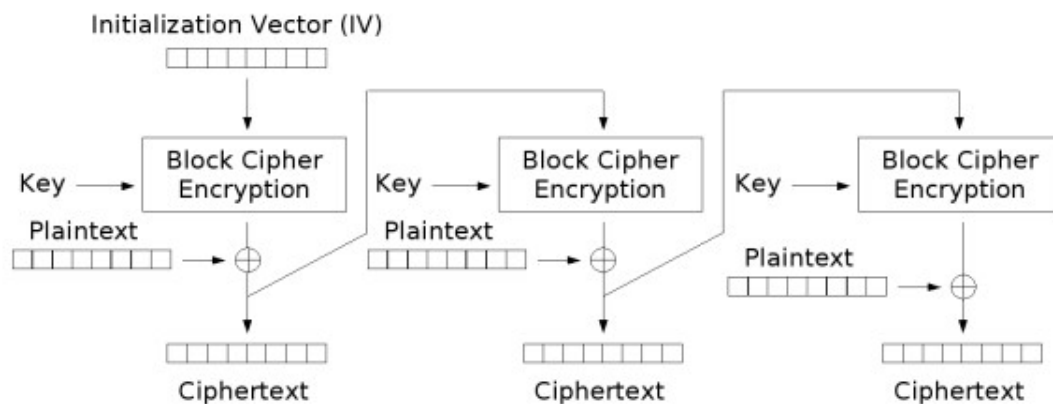 Initialization Vector (IV)
Block Cipher
Encryption
Key
Plaintext
Ciphertext
Block Cipher
Encryption
Key
Plaintext
Ciphertext
Block Cipher
Encryption
Key
Plaintext
Ciphertext